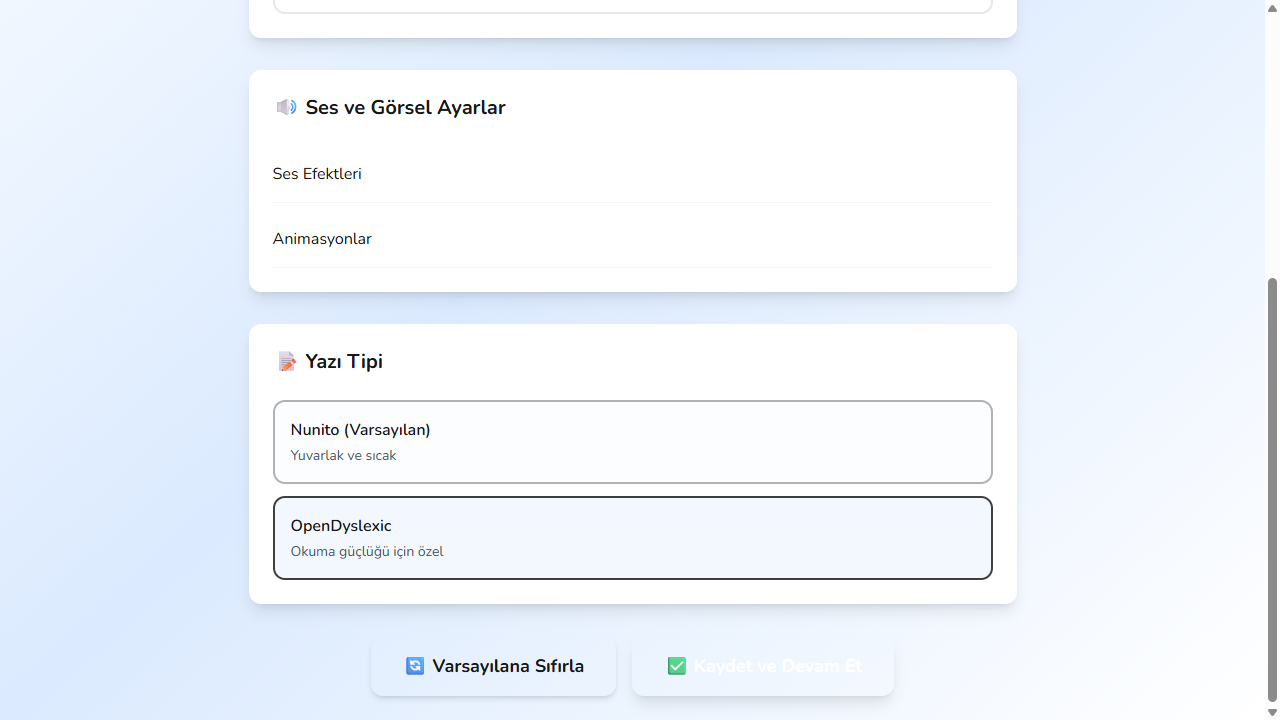 Ses ve Görsel Ayarlar
Ses Efektleri
Animasyonlar
Yazı Tipi
Nunito (Varsayılan)
Yuvarlak ve sıcak
OpenDyslexic
Okuma güçlüğü için özel
Varsayılana Sıfırla
Kaydet ve Devam Et